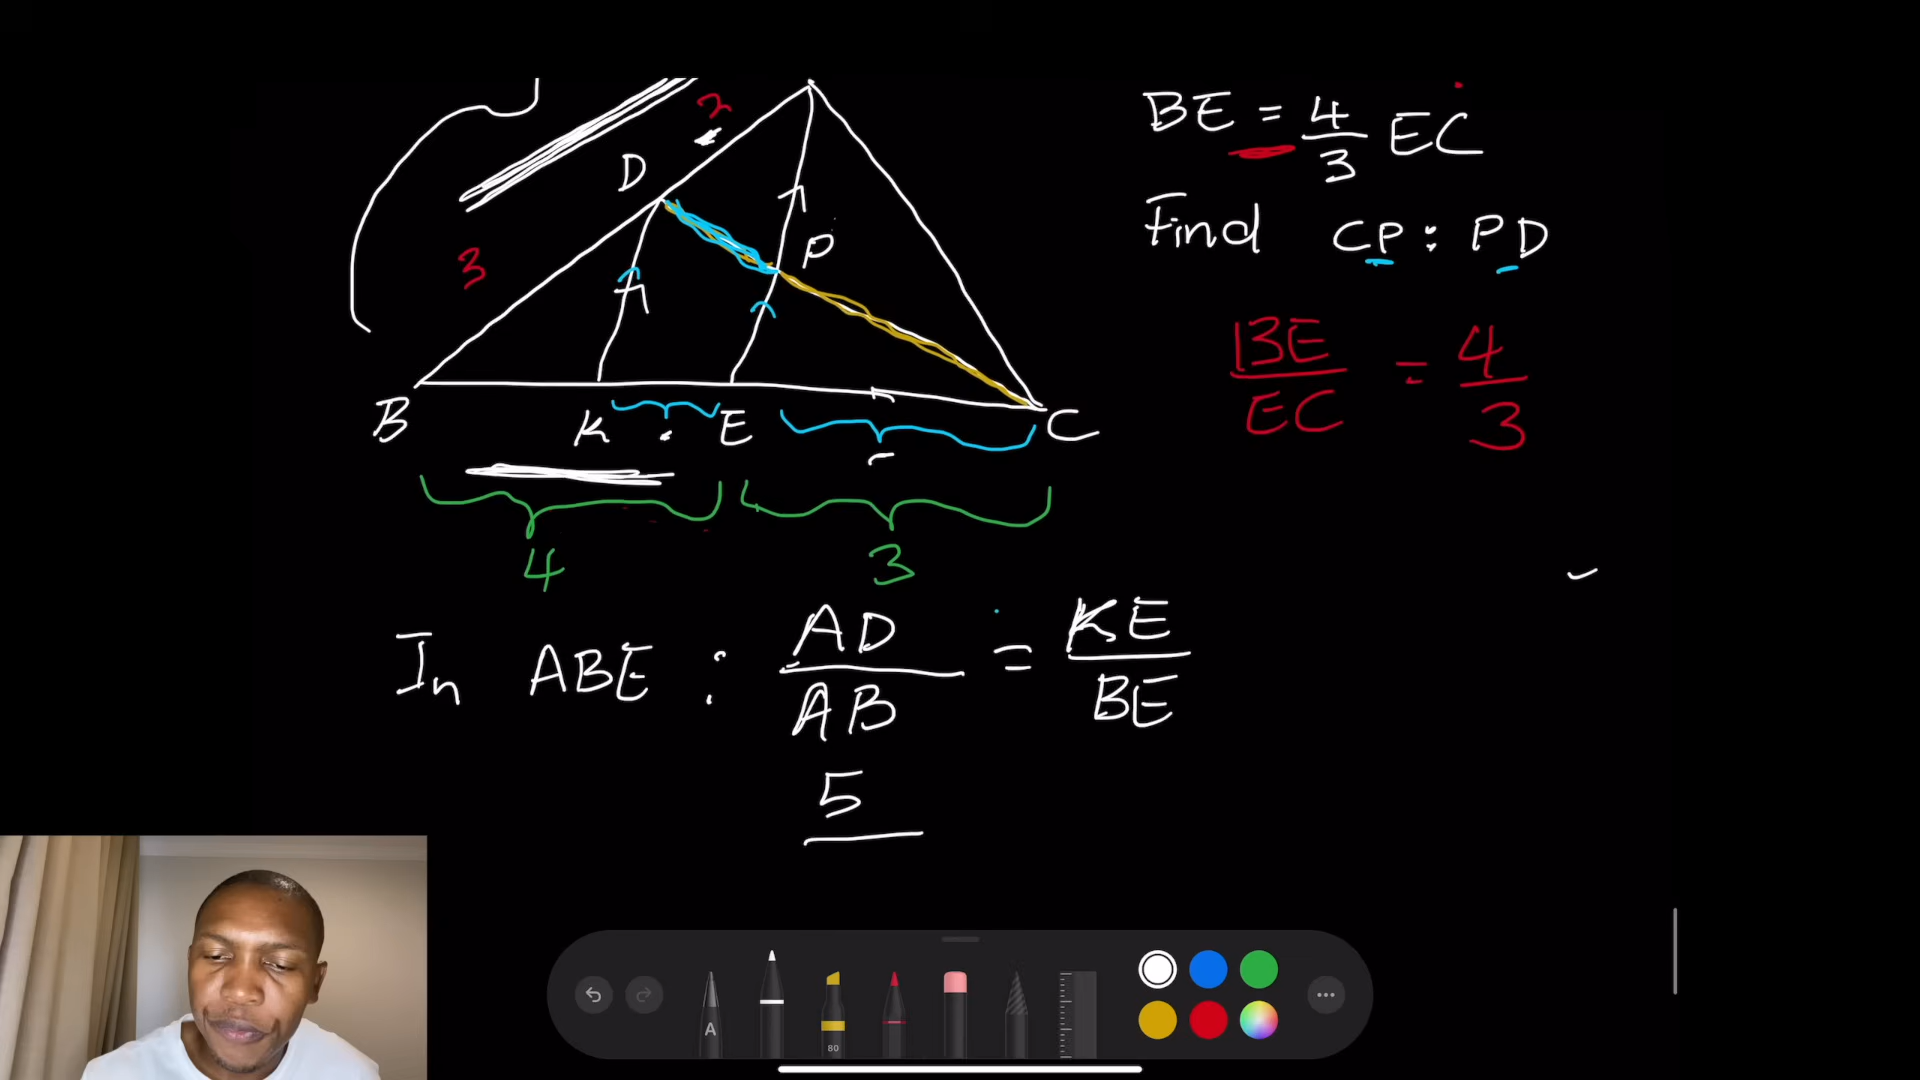 BE = 4/3 EC
2
D
Find CP : PD
P
3
BE/EC = 4/3
B K E C
4 3
In ABE : AD/AB = KE/BE
5
A
80